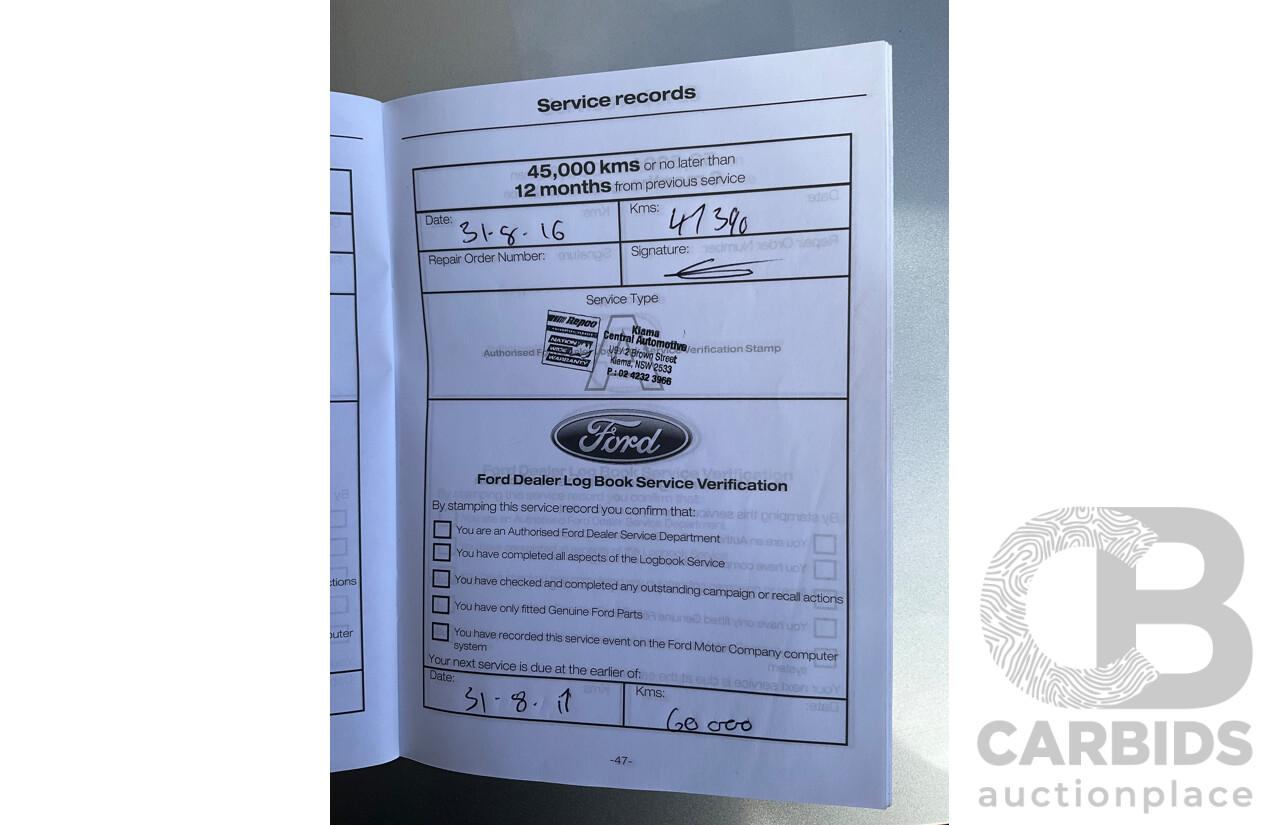 Service records
45,000 kms or no later than
12 months from previous service
Date: 31-8-16
Kms: 47390
Repair Order Number:
Signature:
Service Type
A
Repco
NATION
WIDE
WARRANTY
Kiama
Central Automotive
U9 / 2 Brown Street
Kiama, NSW 2533
P : 02 4232 3966
Verification Stamp
Ford
Ford Dealer Log Book Service Verification
By stamping this service record you confirm that:
You are an Authorised Ford Dealer Service Department
You have completed all aspects of the Logbook Service
You have checked and completed any outstanding campaign or recall actions
You have only fitted Genuine Ford Parts
You have recorded this service event on the Ford Motor Company computer
system
Your next service is due at the earlier of:
Date: 31-8-17
Kms: 60000
-47-
CB
CARBIDS
auctionplace